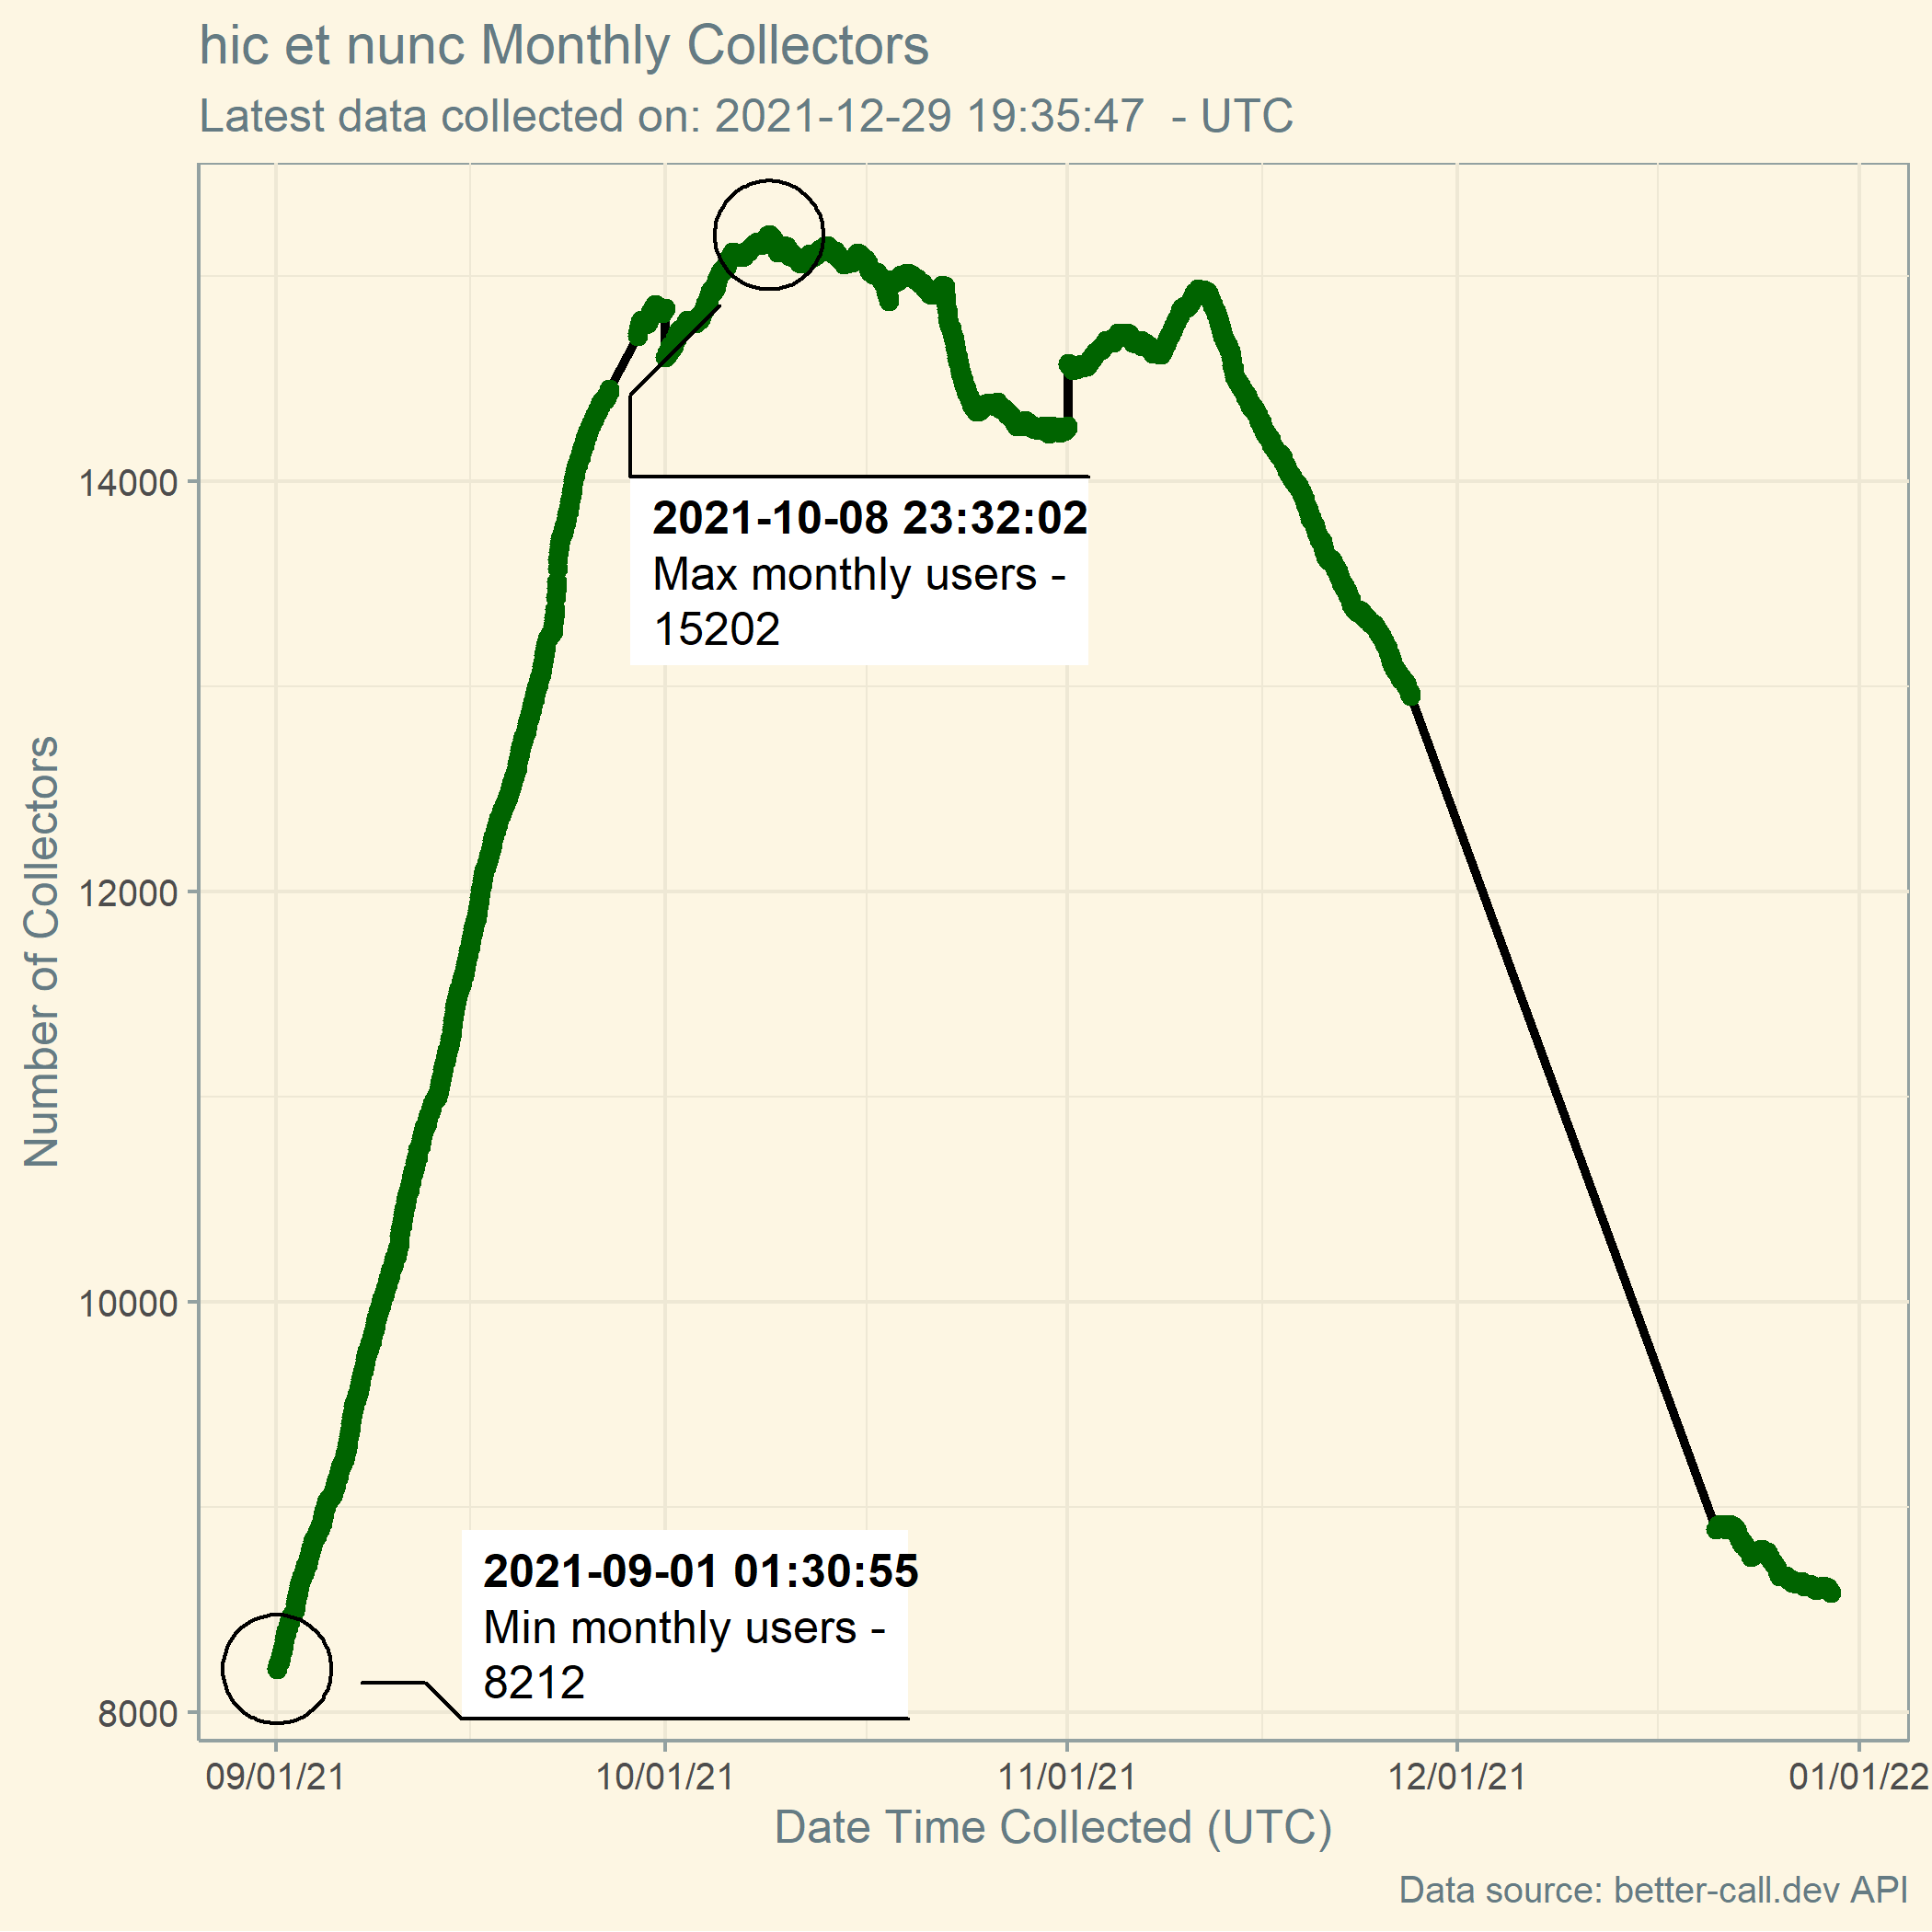 hic et nunc Monthly Collectors
Latest data collected on: 2021-12-29 19:35:47  - UTC
Number of Collectors
14000
12000
10000
8000
2021-10-08 23:32:02
Max monthly users -
15202
2021-09-01 01:30:55
Min monthly users -
8212
09/01/21
10/01/21
11/01/21
12/01/21
01/01/22
Date Time Collected (UTC)
Data source: better-call.dev API